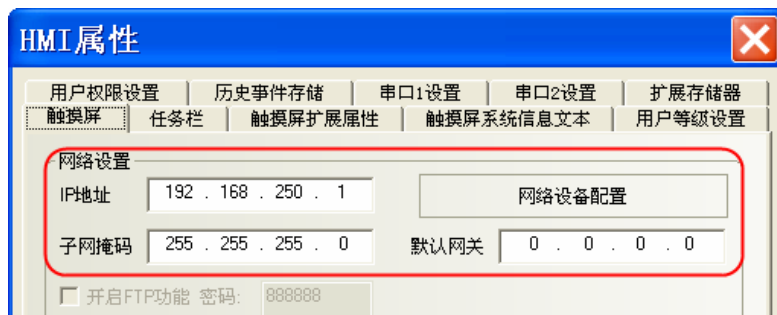 HMI属性
用户权限设置 历史事件存储 串口1设置 串口2设置 扩展存储器
触摸屏 任务栏 触摸屏扩展属性 触摸屏系统信息文本 用户等级设置
网络设置
IP地址 192 . 168 . 250 . 1 网络设备配置
子网掩码 255 . 255 . 255 . 0 默认网关 0 . 0 . 0 . 0
开启FTP功能 密码: 888888